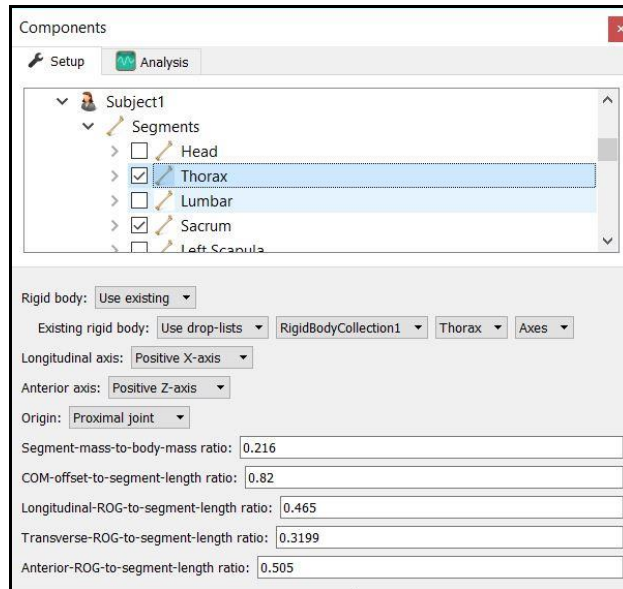 Components
Setup Analysis
Subject1
Segments
Head
Thorax
Lumbar
Sacrum
Left Scapula
Rigid body: Use existing
Existing rigid body: Use drop-lists RigidBodyCollection1 Thorax Axes
Longitudinal axis: Positive X-axis
Anterior axis: Positive Z-axis
Origin: Proximal joint
Segment-mass-to-body-mass ratio: 0.216
COM-offset-to-segment-length ratio: 0.82
Longitudinal-ROG-to-segment-length ratio: 0.465
Transverse-ROG-to-segment-length ratio: 0.3199
Anterior-ROG-to-segment-length ratio: 0.505